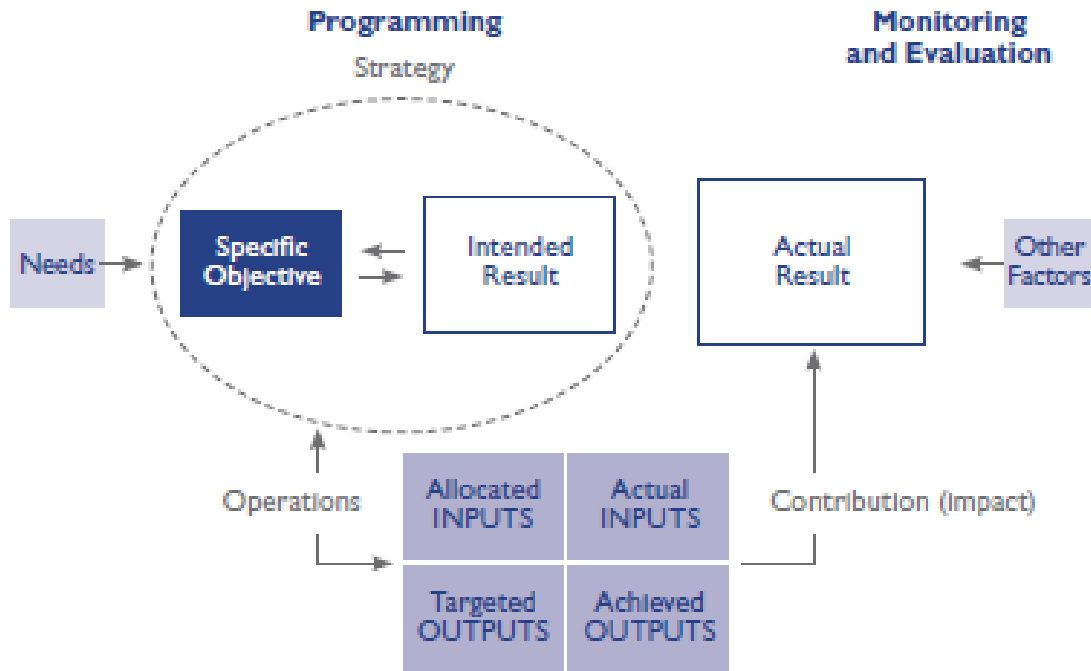 Programming
Monitoring
and Evaluation
Strategy
Needs
Specific
Objective
Intended
Result
Actual
Result
Other
Factors
Operations
Allocated
INPUTS
Actual
INPUTS
Contribution (impact)
Targeted
OUTPUTS
Achieved
OUTPUTS